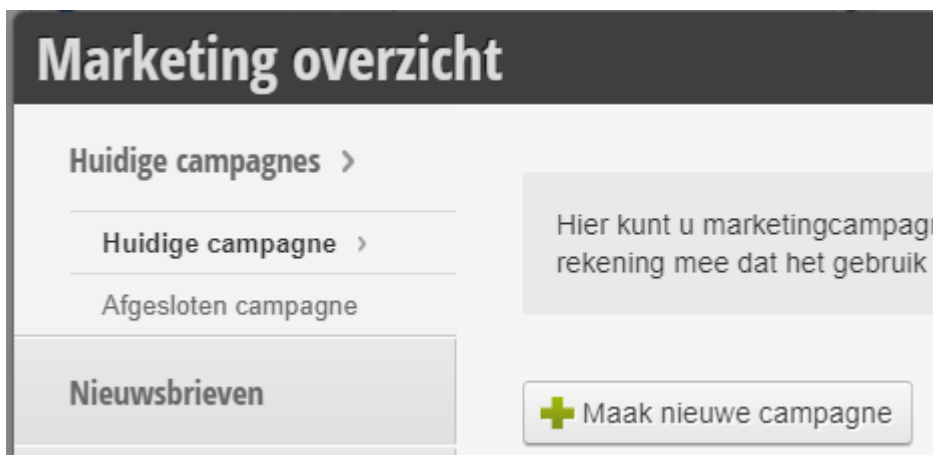 Marketing overzicht
Huidige campagnes
Huidige campagne
Afgesloten campagne
Nieuwsbrieven
Hier kunt u
rekening mee dat het gebruik
Maak nieuwe campagne